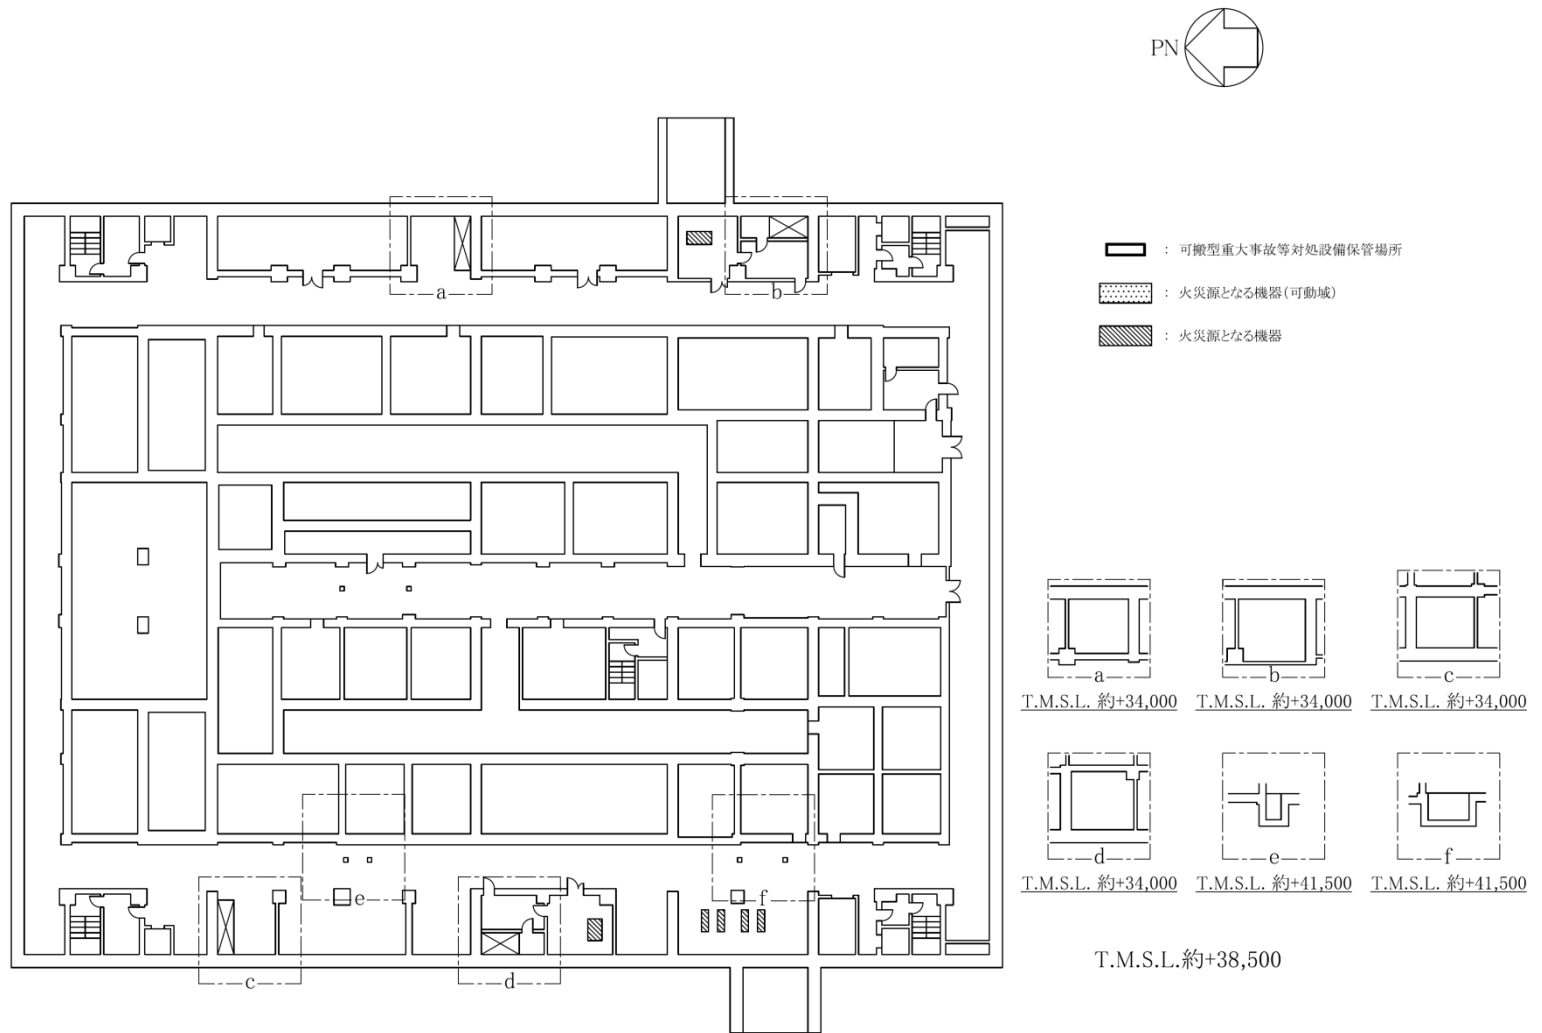 PN
： 可搬型重大事故等対処設備保管場所
： 火災源となる機器（可動域）
： 火災源となる機器
a
b
e
f
c
d
a
b
c
T.M.S.L. 約+34,000
T.M.S.L. 約+34,000
T.M.S.L. 約+34,000
d
e
f
T.M.S.L. 約+34,000
T.M.S.L. 約+41,500
T.M.S.L. 約+41,500
T.M.S.L.約+38,500